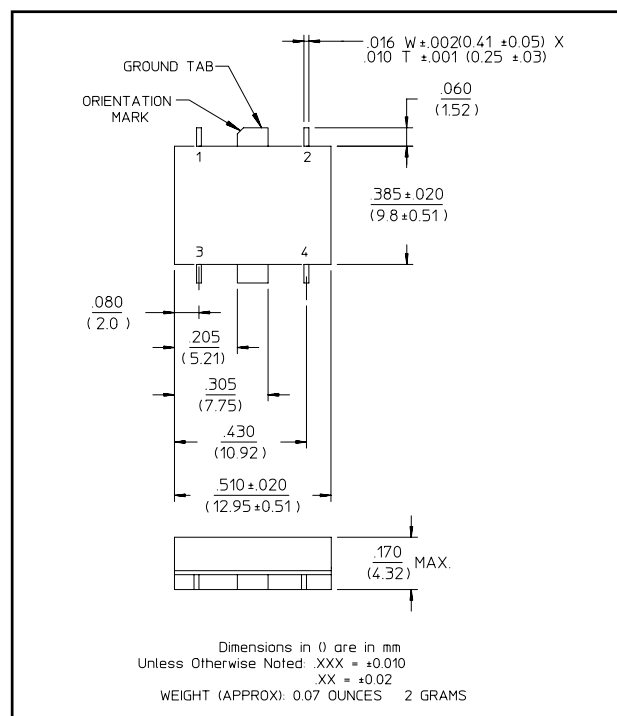 .016 W ±.002(0.41 ±0.05) X
.010 T ±.001 (0.25 ±.03)
GROUND TAB
.060
(1.52)
ORIENTATION
MARK
1
2
.385±.020
(9.8±0.51)
3
4
.080
( 2.0 )
.205
(5.21)
.305
(7.75)
.430
(10.92 )
.510±.020
(12.95±0.51 )
.170
(4.32)
MAX.
Dimensions in () are in mm
Unless Otherwise Noted: .XXX = ±0.010
.XX = ±0.02
WEIGHT (APPROX): 0.07 OUNCES 2 GRAMS